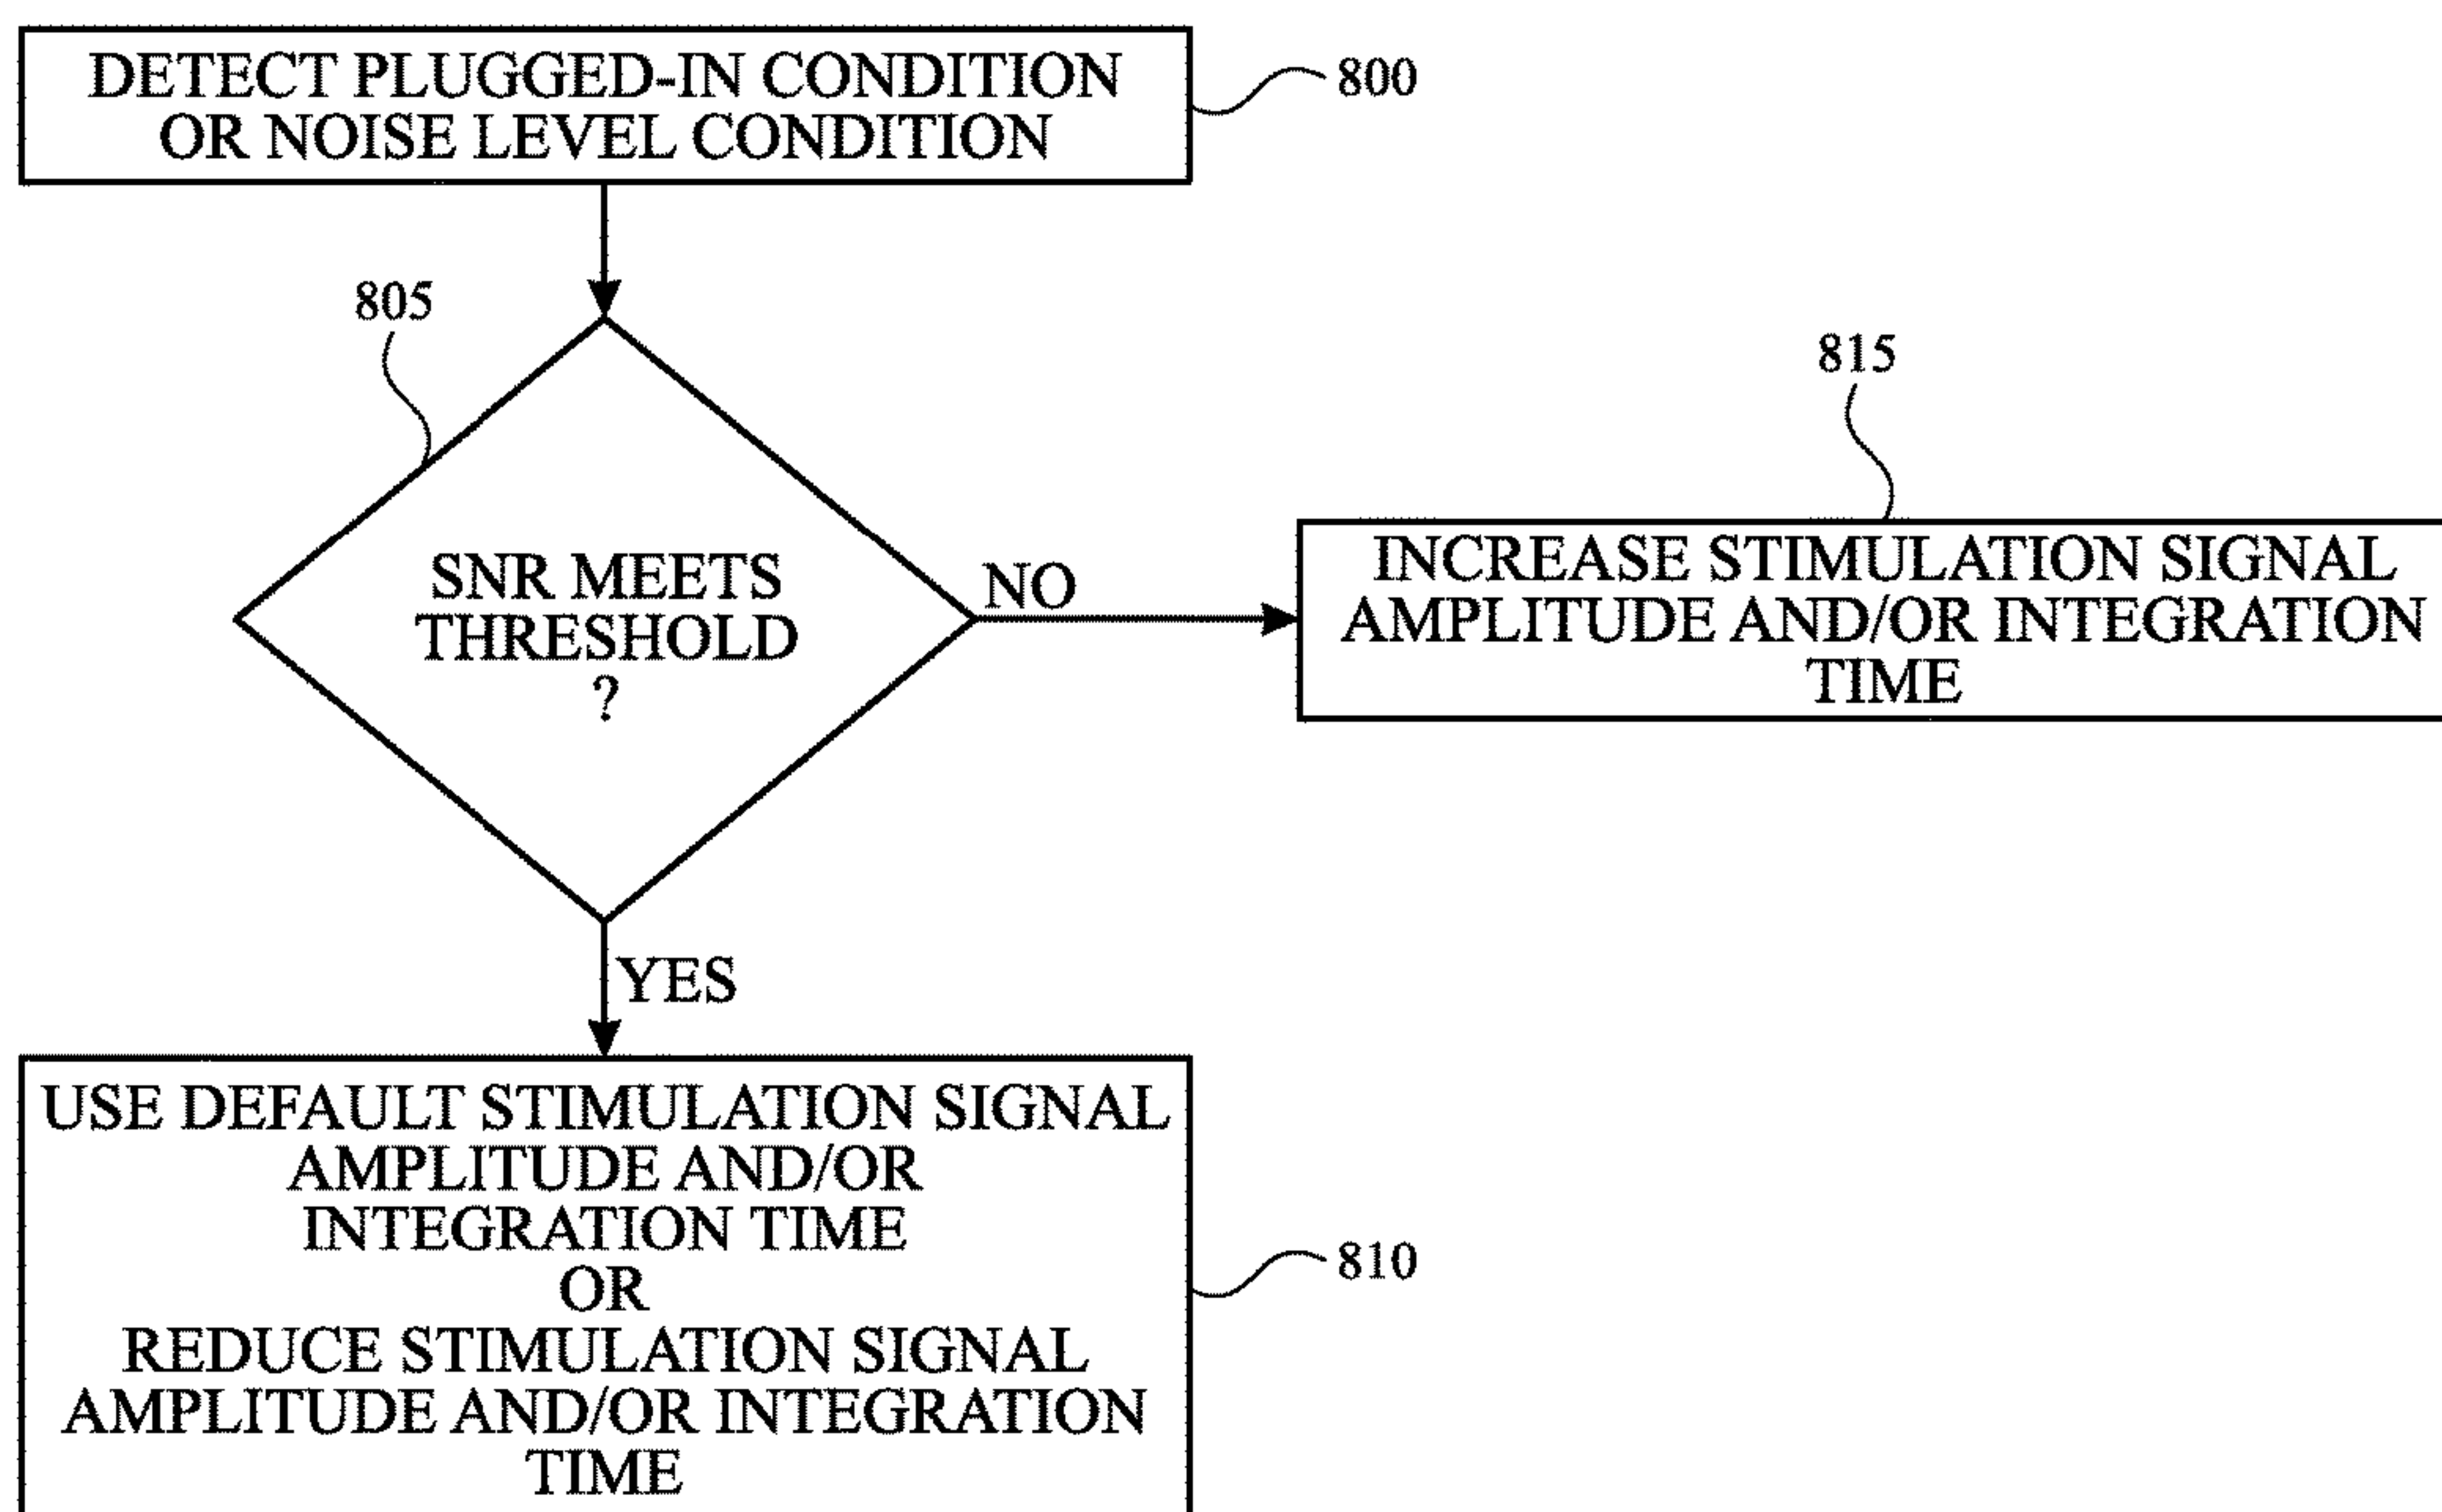 DETECT PLUGGED-IN CONDITION
OR NOISE LEVEL CONDITION
800
805
SNR MEETS
THRESHOLD
?
NO
815
INCREASE STIMULATION SIGNAL
AMPLITUDE AND/OR INTEGRATION
TIME
YES
USE DEFAULT STIMULATION SIGNAL
AMPLITUDE AND/OR
INTEGRATION TIME
OR
REDUCE STIMULATION SIGNAL
AMPLITUDE AND/OR INTEGRATION
TIME
810